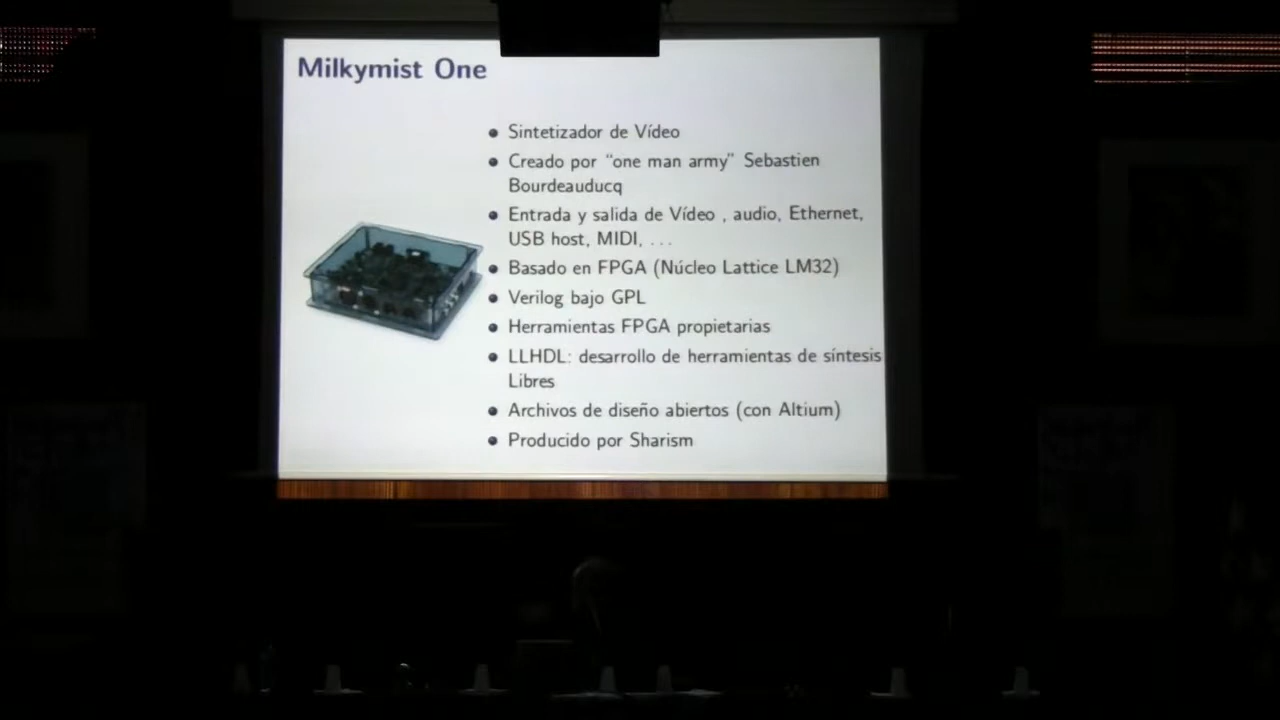 Milkymist One
• Sintetizador de Vídeo
• Creado por “one man army” Sebastien
Bourdeauducq
• Entrada y salida de Vídeo , audio, Ethernet,
USB host, MIDI, ...
• Basado en FPGA (Núcleo Lattice LM32)
• Verilog bajo GPL
• Herramientas FPGA propietarias
• LLHDL: desarrollo de herramientas de síntesis
Libres
• Archivos de diseño abiertos (con Altium)
• Producido por Sharism